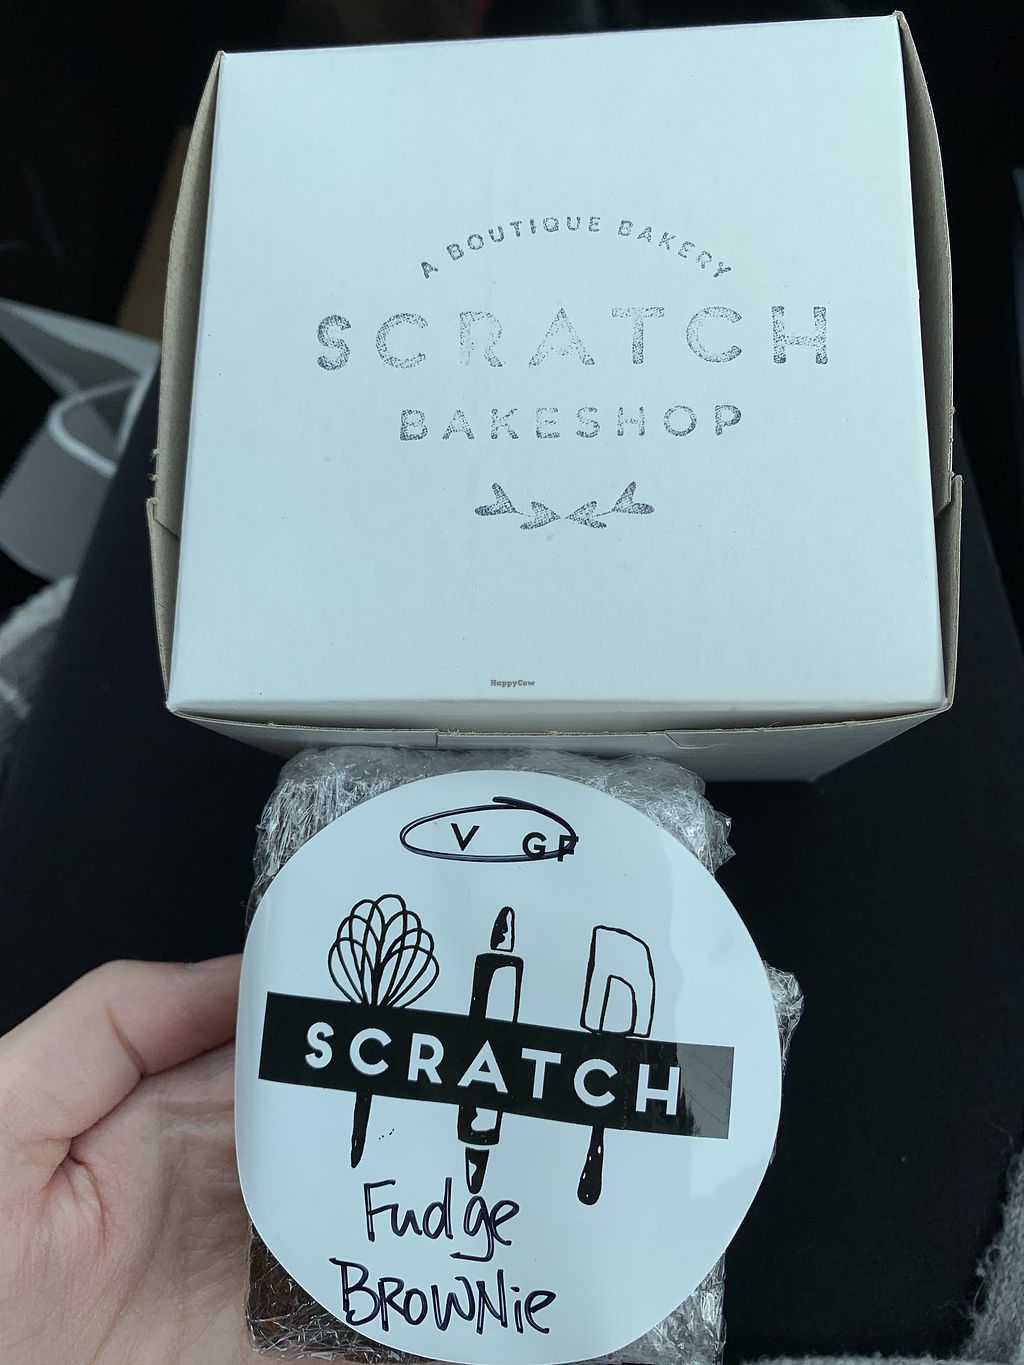 A BOUTIQUE BAKERY
SCRATCH
BAKESHOP
HappyCow
V GF
SCRATCH
Fudge
BROWNie